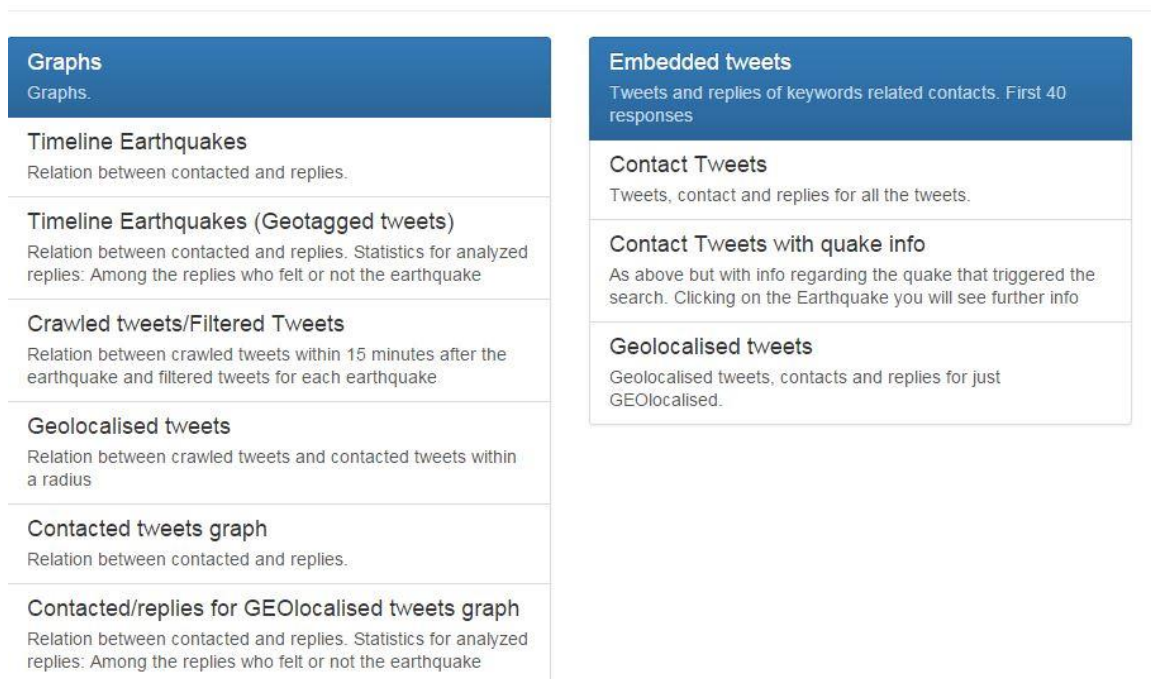 Graphs
Graphs.
Timeline Earthquakes
Relation between contacted and replies.
Timeline Earthquakes (Geotagged tweets)
Relation between contacted and replies. Statistics for analyzed
replies: Among the replies who felt or not the earthquake
Crawled tweets/Filtered Tweets
Relation between crawled tweets within 15 minutes after the
earthquake and filtered tweets for each earthquake
Geolocalised tweets
Relation between crawled tweets and contacted tweets within
a radius
Contacted tweets graph
Relation between contacted and replies.
Contacted/replies for GEOlocalised tweets graph
Relation between contacted and replies. Statistics for analyzed
replies: Among the replies who felt or not the earthquake
Embedded tweets
Tweets and replies of keywords related contacts. First 40
responses
Contact Tweets
Tweets, contact and replies for all the tweets.
Contact Tweets with quake info
As above but with info regarding the quake that triggered the
search. Clicking on the Earthquake you will see further info
Geolocalised tweets
Geolocalised tweets, contacts and replies for just
GEOlocalised.